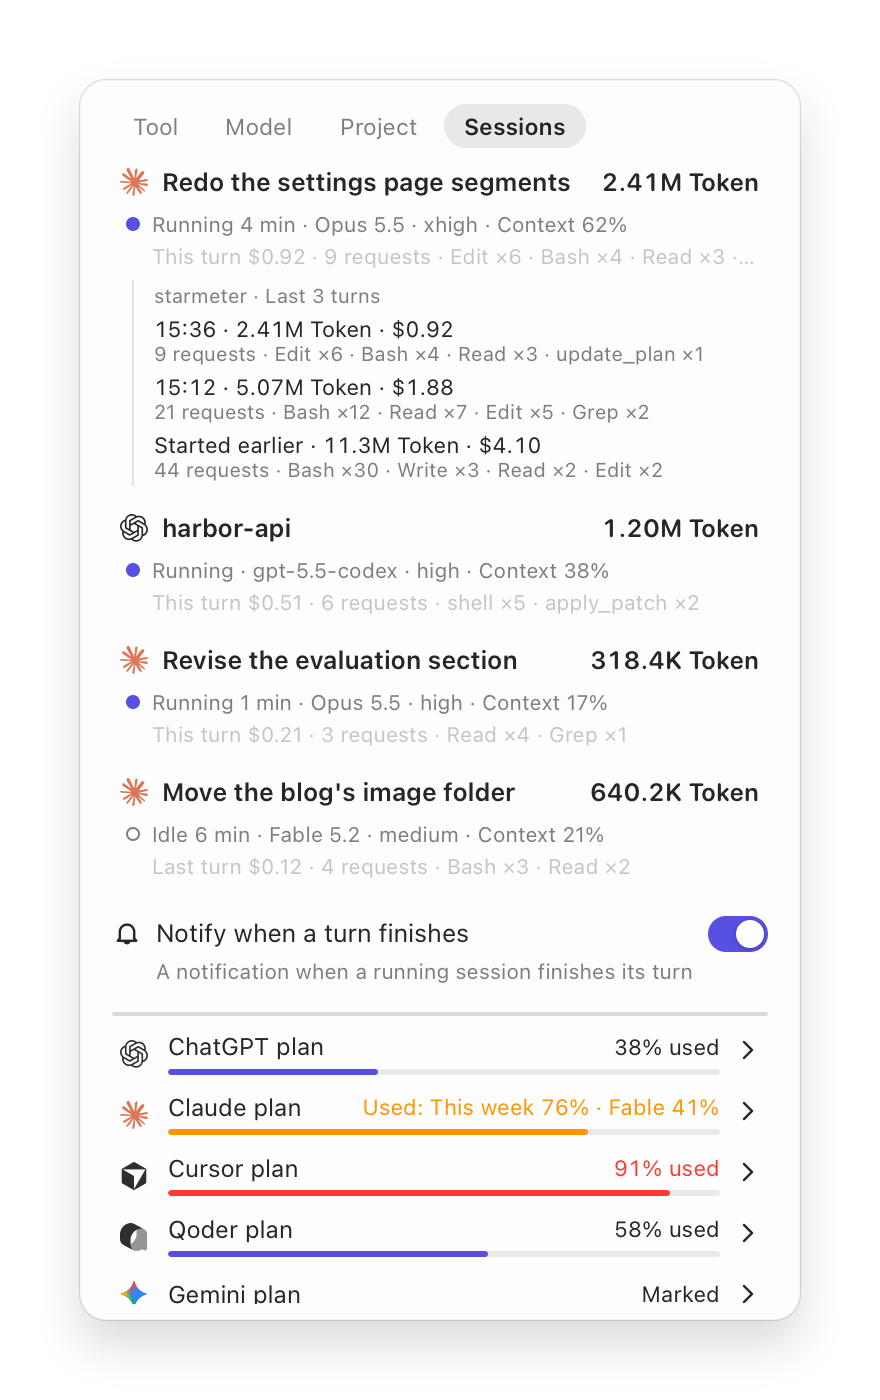 Tool Model Project Sessions
Redo the settings page segments 2.41M Token
Running 4 min · Opus 5.5 · xhigh · Context 62%
This turn $0.92 · 9 requests · Edit ×6 · Bash ×4 · Read ×3 ·...
starmeter · Last 3 turns
15:36 · 2.41M Token · $0.92
9 requests · Edit ×6 · Bash ×4 · Read ×3 · update_plan ×1
15:12 · 5.07M Token · $1.88
21 requests · Bash ×12 · Read ×7 · Edit ×5 · Grep ×2
Started earlier · 11.3M Token · $4.10
44 requests · Bash ×30 · Write ×3 · Read ×2 · Edit ×2
harbor-api 1.20M Token
Running · gpt-5.5-codex · high · Context 38%
This turn $0.51 · 6 requests · shell ×5 · apply_patch ×2
Revise the evaluation section 318.4K Token
Running 1 min · Opus 5.5 · high · Context 17%
This turn $0.21 · 3 requests · Read ×4 · Grep ×1
Move the blog's image folder 640.2K Token
Idle 6 min · Fable 5.2 · medium · Context 21%
Last turn $0.12 · 4 requests · Bash ×3 · Read ×2
Notify when a turn finishes
A notification when a running session finishes its turn
ChatGPT plan 38% used
Claude plan Used: This week 76% · Fable 41%
Cursor plan 91% used
Qoder plan 58% used
Gemini plan Marked